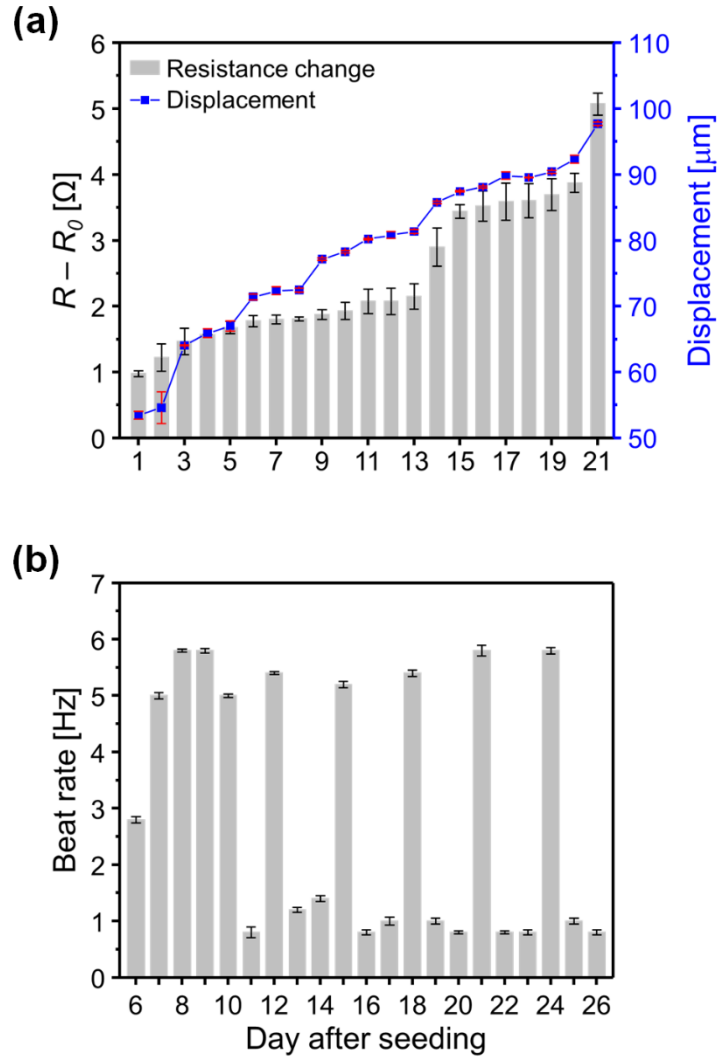 (a)
6
5
4
3
2
1
0
R – R0 [Ω]
Resistance change
Displacement
110
100
90
80
70
60
50
Displacement [μm]
1 3 5 7 9 11 13 15 17 19 21
(b)
7
6
5
4
3
2
1
0
Beat rate [Hz]
6 8 10 12 14 16 18 20 22 24 26
Day after seeding